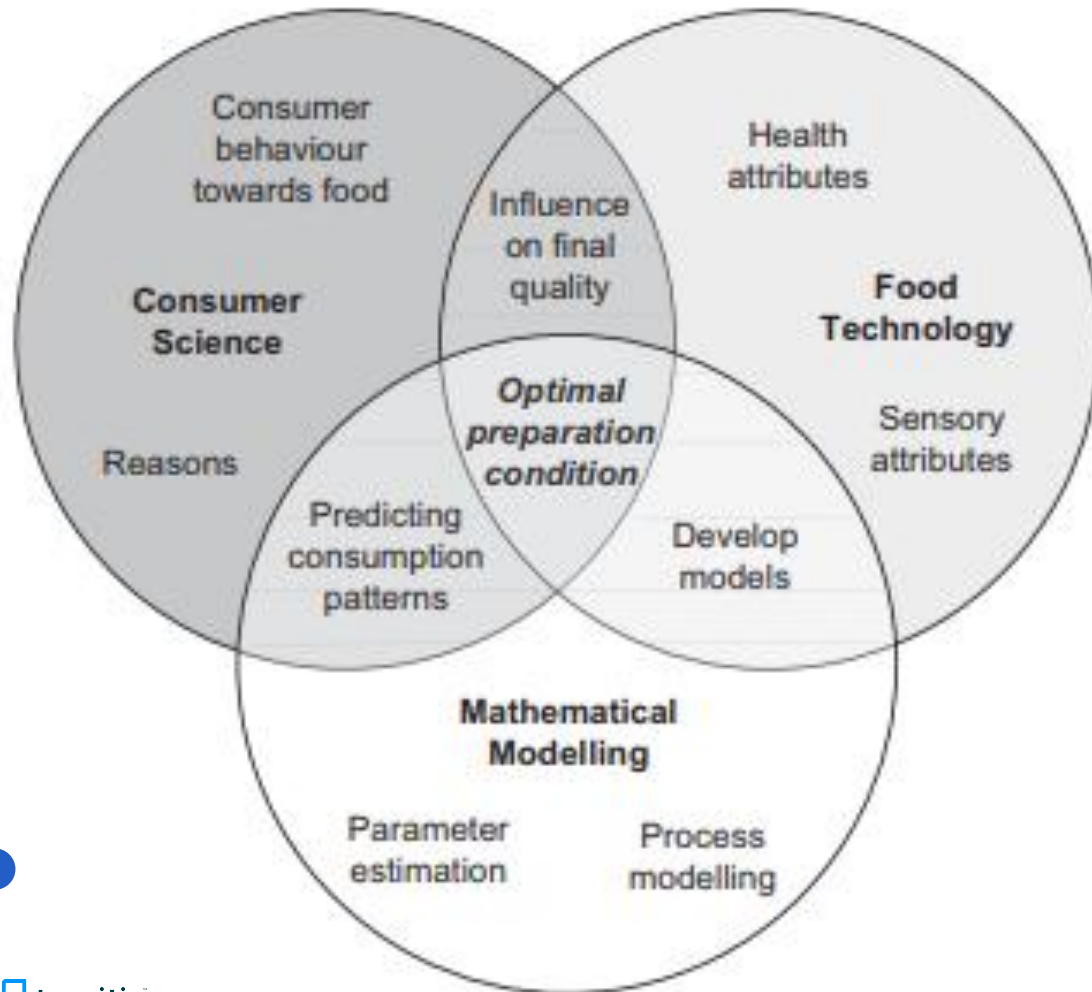 Consumer
behaviour
towards food
Health
attributes
Influence
on final
quality
Consumer
Science
Food
Technology
Optimal
preparation
condition
Sensory
attributes
Reasons
Predicting
consumption
patterns
Develop
models
Mathematical
Modelling
Parameter
estimation
Process
modelling